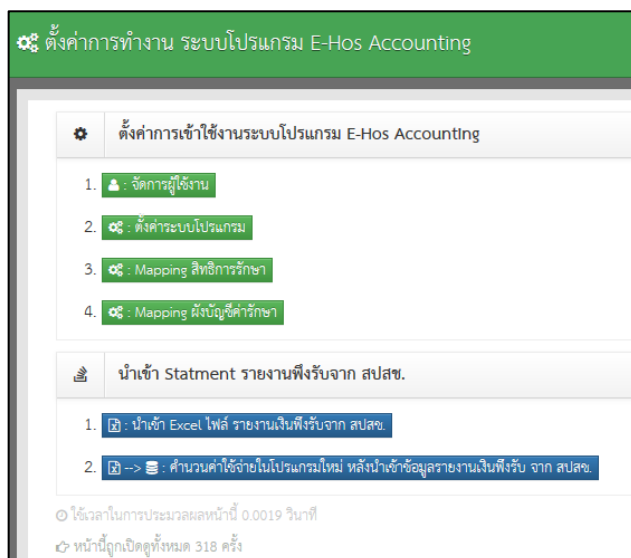 ตั้งค่าการทำงาน ระบบโปรแกรม E-Hos Accounting
ตั้งค่าการเข้าใช้งานระบบโปรแกรม E-Hos Accounting
1. : จัดการผู้ใช้งาน
2. : ตั้งค่าระบบโปรแกรม
3. : Mapping สิทธิการรักษา
4. : Mapping ผังบัญชีค่ารักษา
นำเข้า Statment รายงานพึงรับจาก สปสช.
1. : นำเข้า Excel ไฟล์ รายงานเงินพึงรับจาก สปสช.
2. --> : คำนวนค่าใช้จ่ายในโปรแกรมใหม่ หลังนำเข้าข้อมูลรายงานเงินพึงรับ จาก สปสช.
ใช้เวลาในการประมวลผลหน้านี้ 0.0019 วินาที
หน้านี้ถูกเปิดดูทั้งหมด 318 ครั้ง